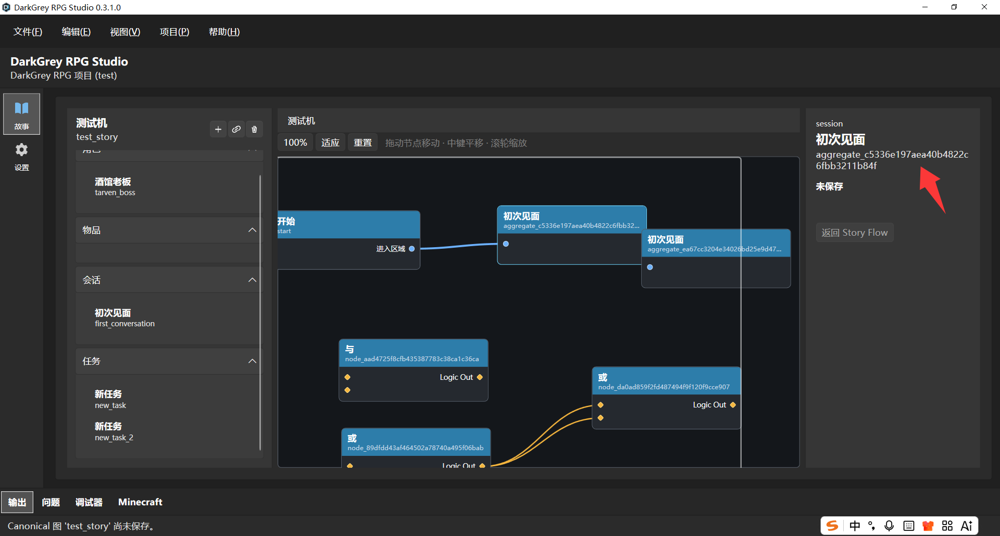 DarkGrey RPG Studio 0.3.1.0
文件(F) 编辑(E) 视图(V) 项目(P) 帮助(H)
DarkGrey RPG Studio
DarkGrey RPG 项目 (test)
故事
设置
测试机
test_story
角色
酒馆老板
tarven_boss
物品
会话
初次见面
first_conversation
任务
新任务
new_task
新任务
new_task_2
测试机
100% 适应 重置 拖动节点移动 · 中键平移 · 滚轮缩放
开始
start
进入区域
初次见面
aggregate_c5336e197aea40b4822c6fbb32...
初次见面
aggregate_ea67cc3204e34026bd25e9d47...
与
node_aad4725f8cfb435387783c38ca1c36ca
Logic Out
或
node_da0ad859f2fd487494f9f120f9cce907
Logic Out
或
node_89dfdd43af464502a78740a495f06bab
Logic Out
session
初次见面
aggregate_c5336e197aea40b4822c
6fbb3211b84f
未保存
返回 Story Flow
输出 问题 调试器 Minecraft
Canonical 图 'test_story' 尚未保存。
中